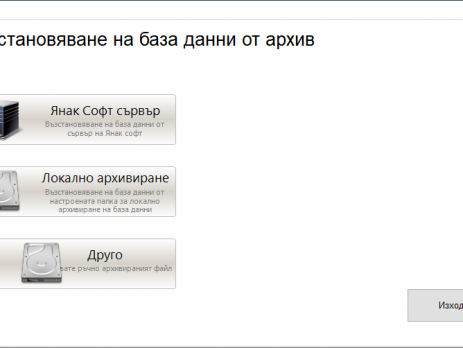 становяване на база данни от архив
Янак Софт сървър
Възстановяване на база данни от
сървър на Янак софт
Локално архивиране
Възстановяване на база данни от
настроената папка за локално
архивиране на база данни
Друго
вате ръчно архивираният файл
Изход